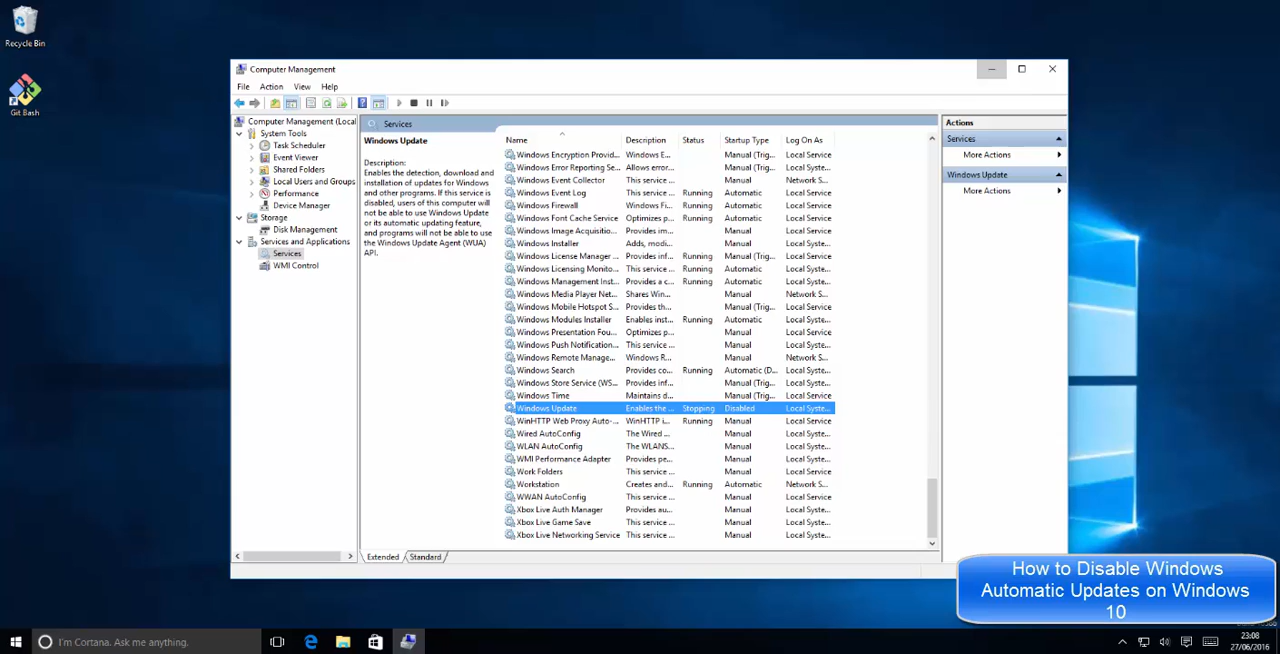 Recycle Bin
Git Bash
Computer Management
File Action View Help
Computer Management (Local
System Tools
Task Scheduler
Event Viewer
Shared Folders
Local Users and Groups
Performance
Device Manager
Storage
Disk Management
Services and Applications
Services
WMI Control
Services
Windows Update
Description:
Enables the detection, download and
installation of updates for Windows
and other programs. If this service is
disabled, users of this computer will
not be able to use Windows Update
or its automatic updating feature,
and programs will not be able to use
the Windows Update Agent (WUA)
API.
Name Description Status Startup Type Log On As
Windows Encryption Provid... Windows E... Manual (Trig... Local Service
Windows Error Reporting Se... Allows error... Manual (Trig... Local Syste...
Windows Event Collector This service ... Manual Network S...
Windows Event Log This service ... Running Automatic Local Service
Windows Firewall Windows Fi... Running Automatic Local Service
Windows Font Cache Service Optimizes p... Running Automatic Local Service
Windows Image Acquisitio... Provides im... Manual Local Service
Windows Installer Adds, modi... Manual Local Syste...
Windows License Manager ... Provides inf... Running Manual (Trig... Local Service
Windows Licensing Monito... This service ... Running Automatic Local Syste...
Windows Management Inst... Provides a c... Running Automatic Local Syste...
Windows Media Player Net... Shares Win... Manual Network S...
Windows Mobile Hotspot S... Provides th... Manual (Trig... Local Service
Windows Modules Installer Enables inst... Running Automatic Local Syste...
Windows Presentation Fou... Optimizes p... Manual Local Service
Windows Push Notification... This service ... Running Manual Local Syste...
Windows Remote Manage... Windows R... Manual Network S...
Windows Search Provides co... Running Automatic (D... Local Syste...
Windows Store Service (WS... Provides inf... Manual (Trig... Local Syste...
Windows Time Maintains d... Manual (Trig... Local Service
Windows Update Enables the ... Stopping Disabled Local Syste...
WinHTTP Web Proxy Auto-... WinHTTP i... Running Manual Local Service
Wired AutoConfig The Wired ... Manual Local Syste...
WLAN AutoConfig The WLANS... Manual Local Syste...
WMI Performance Adapter Provides pe... Manual Local Syste...
Work Folders This service ... Manual Local Service
Workstation Creates and... Running Automatic Network S...
WWAN AutoConfig This service ... Manual Local Service
Xbox Live Auth Manager Provides au... Manual Local Syste...
Xbox Live Game Save This service ... Manual Local Syste...
Xbox Live Networking Service This service ... Manual Local Syste...
Extended Standard
Actions
Services
More Actions
Windows Update
More Actions
How to Disable Windows
Automatic Updates on Windows
10
I'm Cortana. Ask me anything.
23:08
27/06/2016